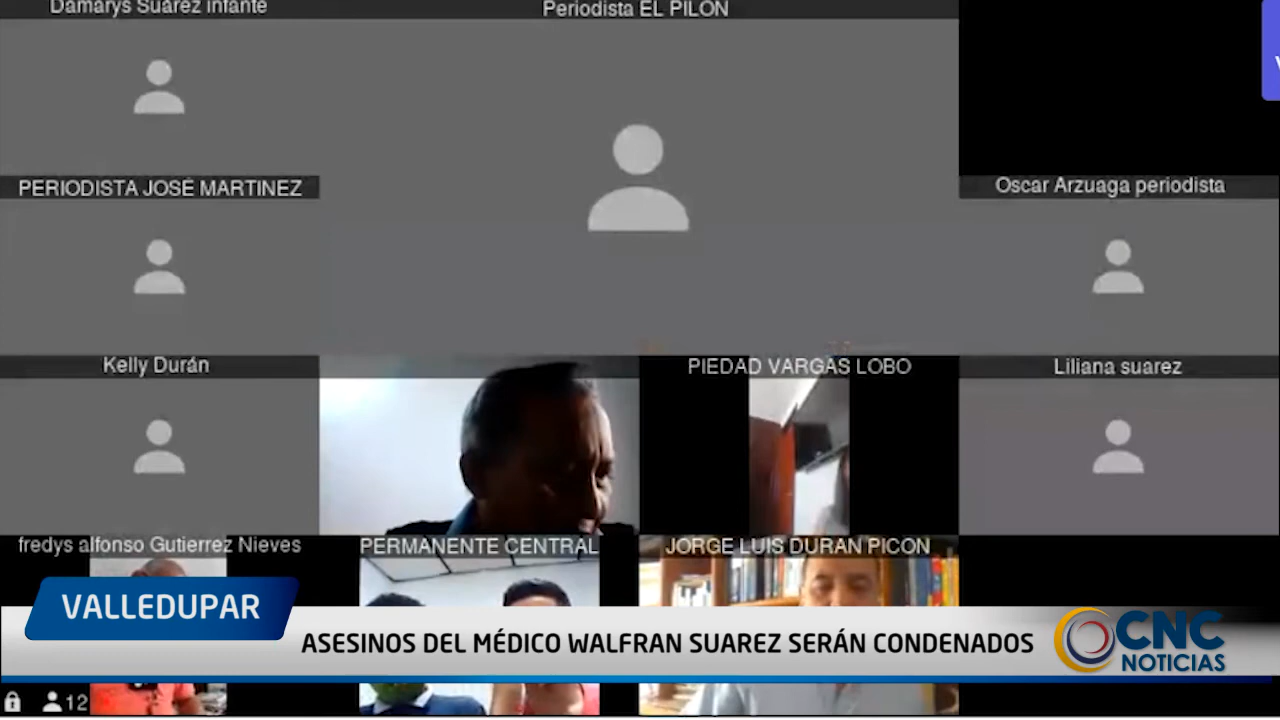 Damarys Suárez infante
Periodista EL PILÓN
PERIODISTA JOSÉ MARTINEZ
Oscar Arzuaga periodista
Kelly Durán
PIEDAD VARGAS LOBO
Liliana suarez
fredys alfonso Gutierrez Nieves
PERMANENTE CENTRAL
JORGE LUIS DURAN PICON
VALLEDUPAR
ASESINOS DEL MÉDICO WALFRAN SUAREZ SERÁN CONDENADOS
CNC
NOTICIAS
12